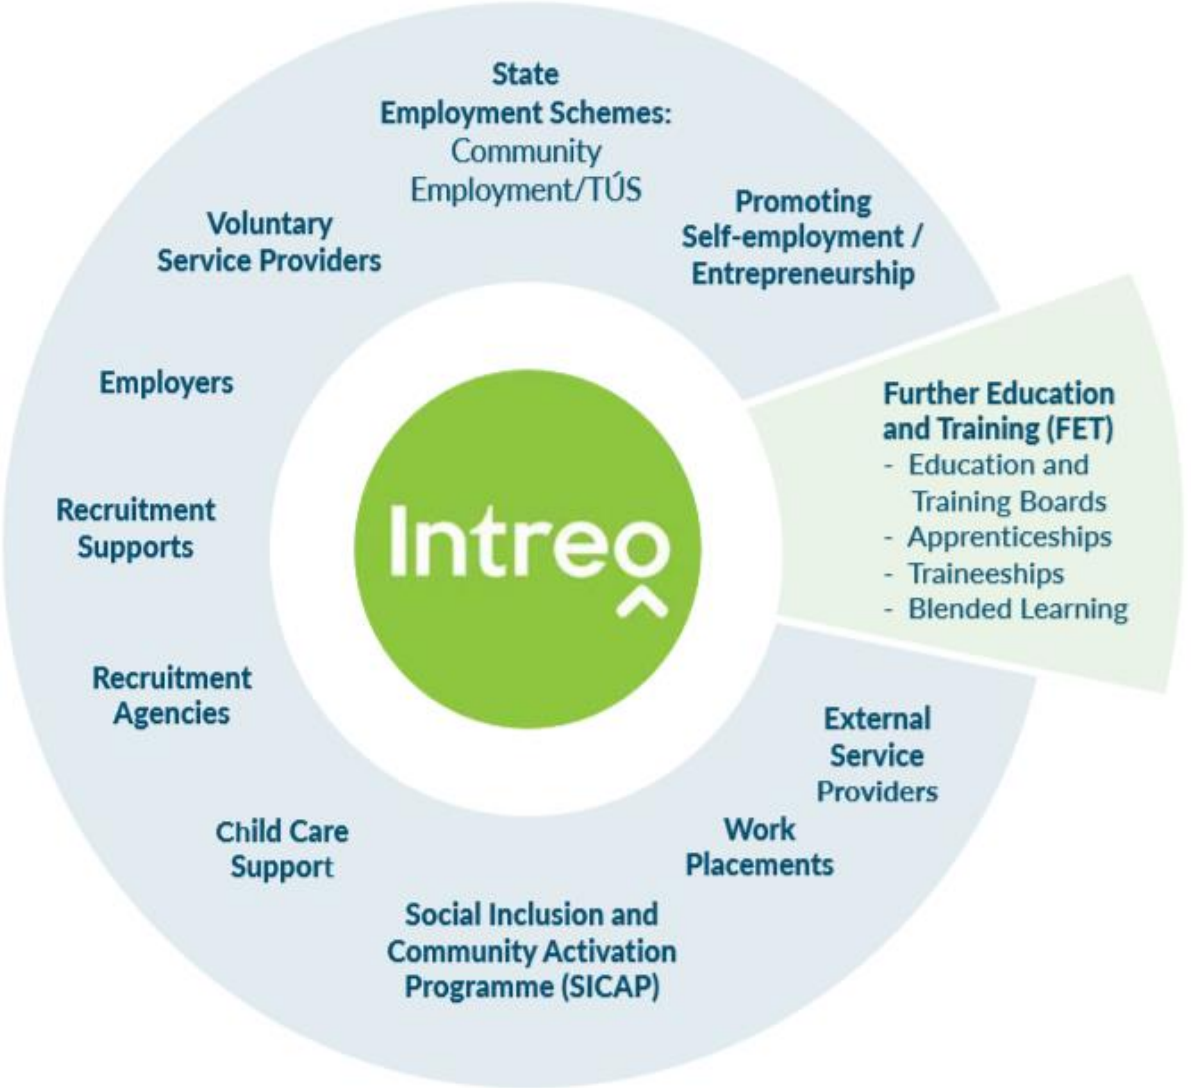 State
Employment Schemes:
Community
Employment/TÚS
Promoting
Self-employment /
Entrepreneurship
Further Education
and Training (FET)
- Education and
Training Boards
- Apprenticeships
- Traineeships
- Blended Learning
External
Service
Providers
Work
Placements
Social Inclusion and
Community Activation
Programme (SICAP)
Child Care
Support
Recruitment
Agencies
Recruitment
Supports
Employers
Voluntary
Service Providers
Intreo